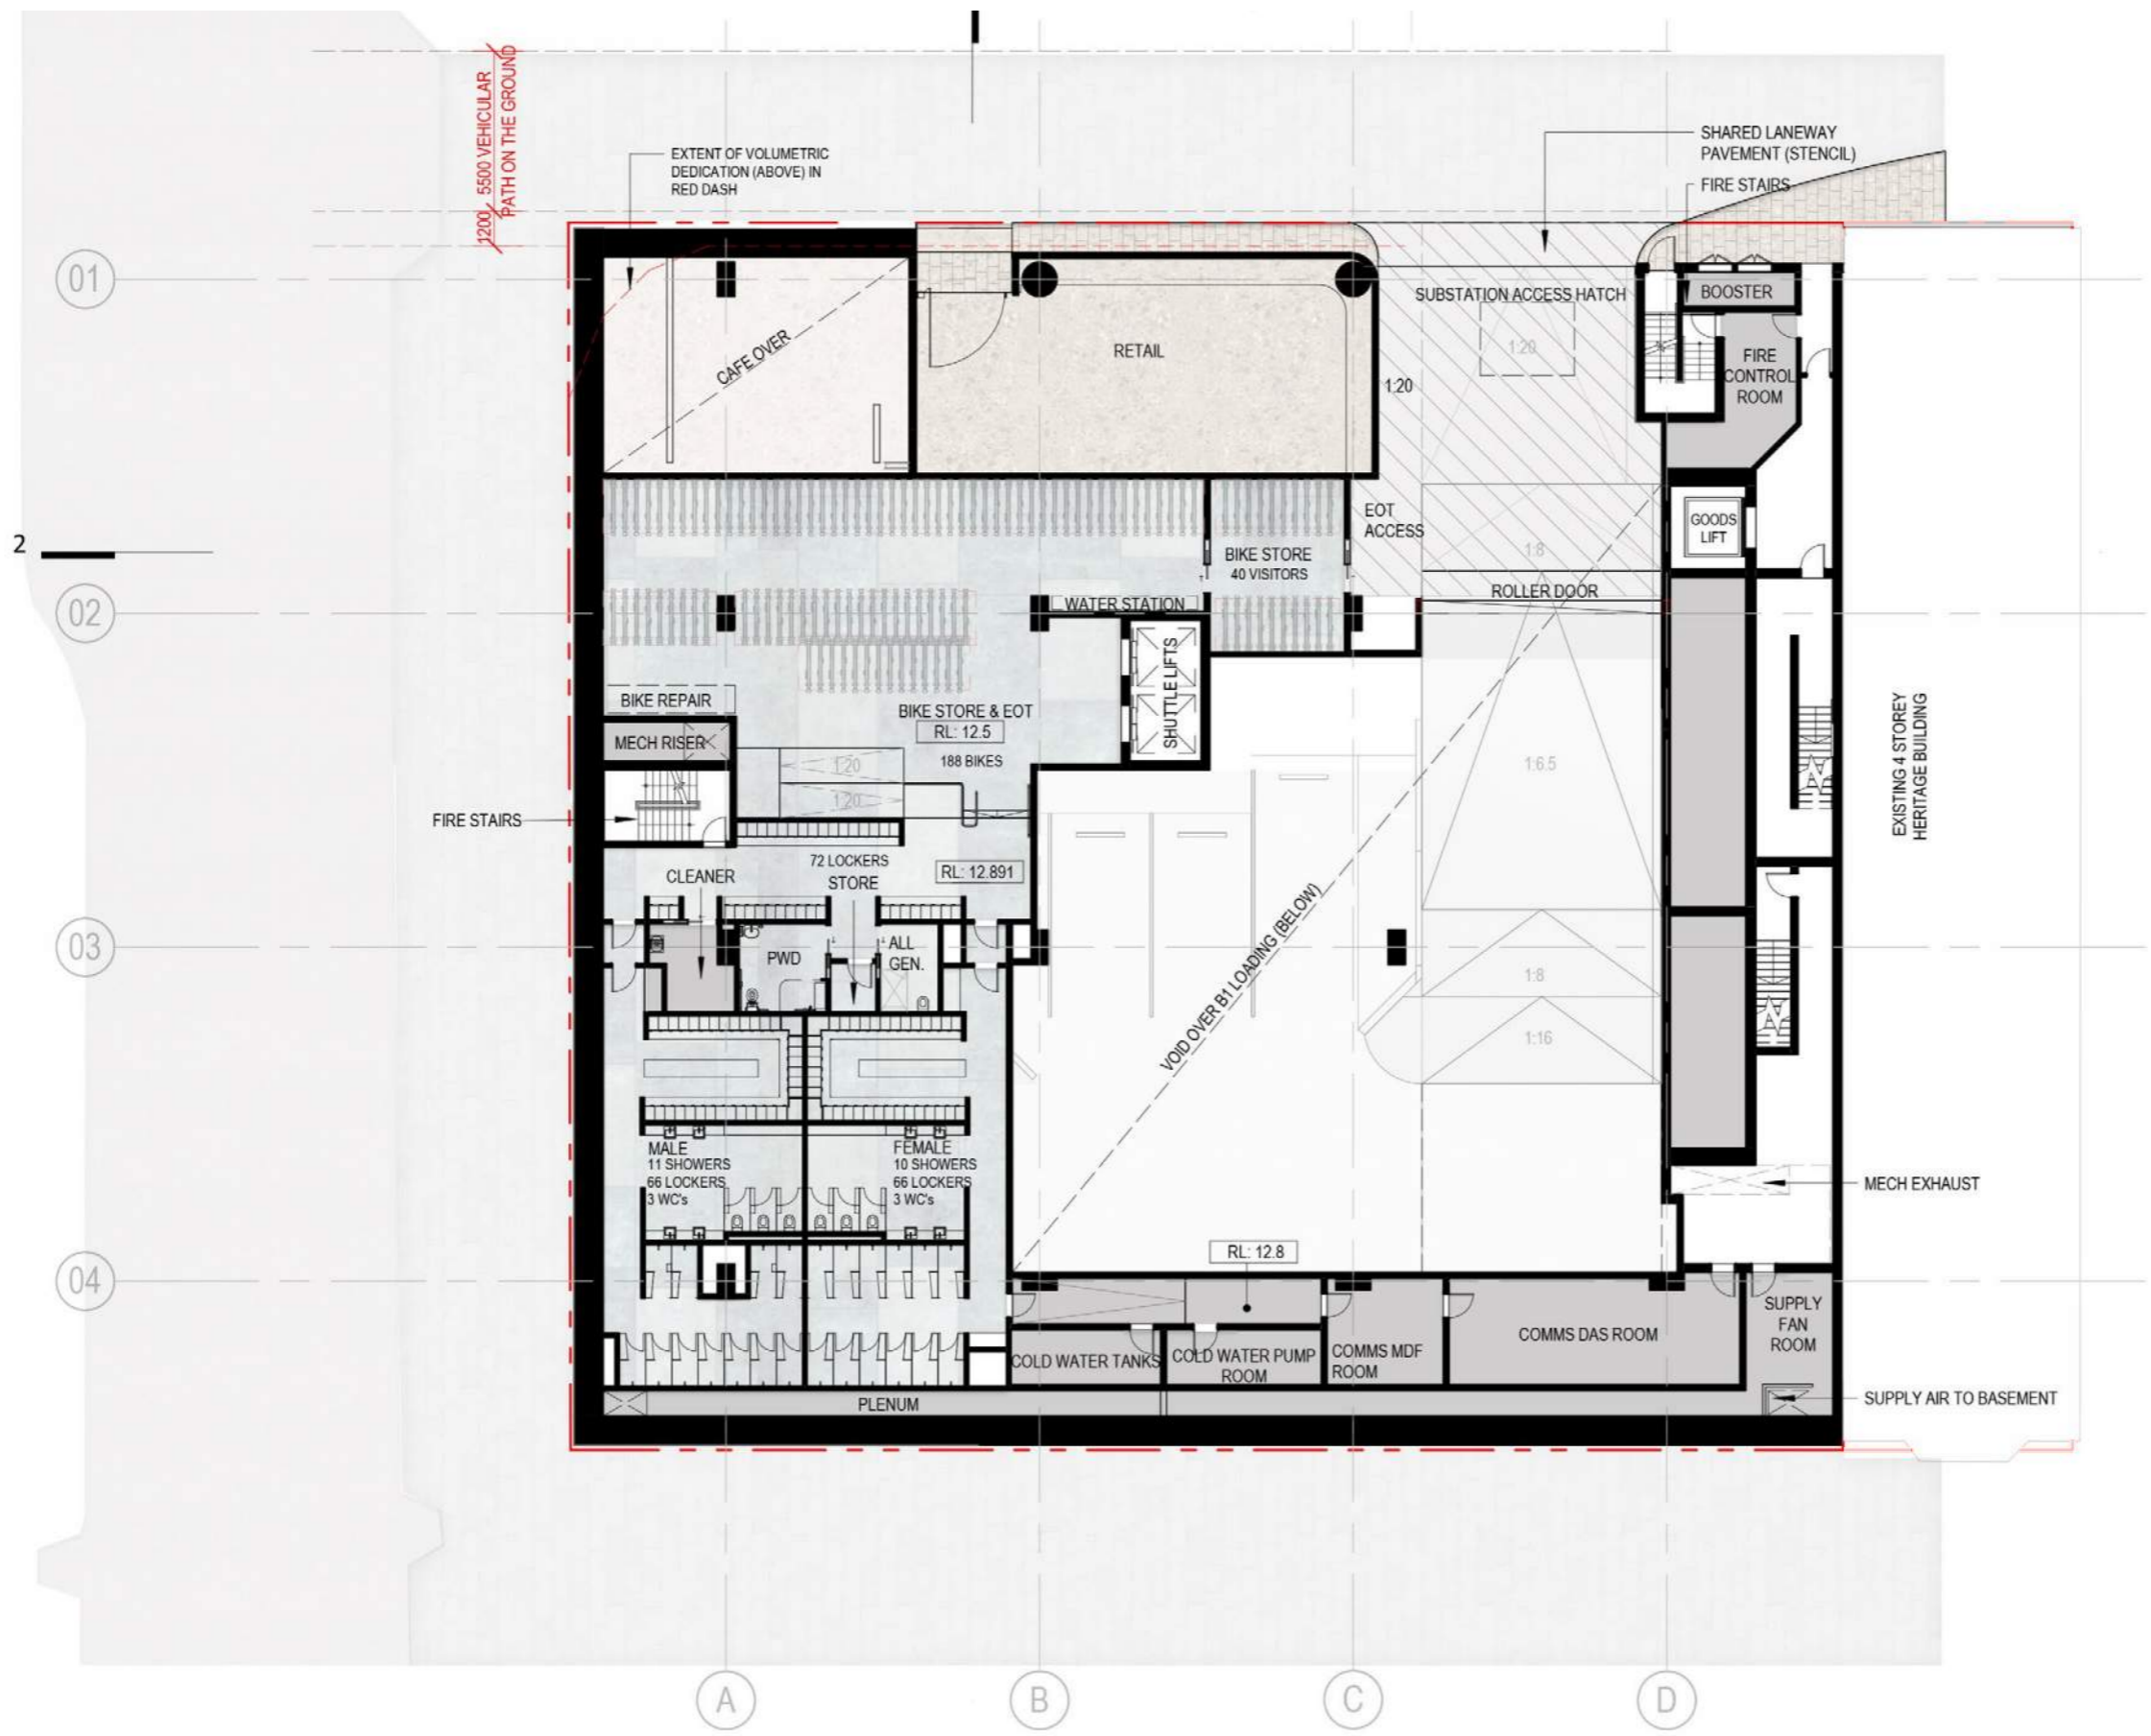 5500 VEHICULAR
PATH ON THE GROUND
1200
EXTENT OF VOLUMETRIC
DEDICATION (ABOVE) IN
RED DASH
SHARED LANEWAY
PAVEMENT (STENCIL)
FIRE STAIRS
01
CAFE OVER
RETAIL
SUBSTATION ACCESS HATCH
1:20
1:20
BOOSTER
FIRE
CONTROL
ROOM
2
EOT
ACCESS
GOODS
LIFT
BIKE STORE
40 VISITORS
1:8
ROLLER DOOR
02
WATER STATION
SHUTTLE LIFTS
BIKE REPAIR
BIKE STORE & EOT
RL: 12.5
188 BIKES
MECH RISER
1:20
1:20
1:6.5
EXISTING 4 STOREY
HERITAGE BUILDING
FIRE STAIRS
72 LOCKERS
STORE
RL: 12.891
CLEANER
03
PWD
ALL
GEN.
VOID OVER B1 LOADING (BELOW)
1:8
1:16
MALE
11 SHOWERS
66 LOCKERS
3 WC's
FEMALE
10 SHOWERS
66 LOCKERS
3 WC's
MECH EXHAUST
RL: 12.8
04
COLD WATER TANKS
COLD WATER PUMP
ROOM
COMMS MDF
ROOM
COMMS DAS ROOM
SUPPLY
FAN
ROOM
PLENUM
SUPPLY AIR TO BASEMENT
A
B
C
D